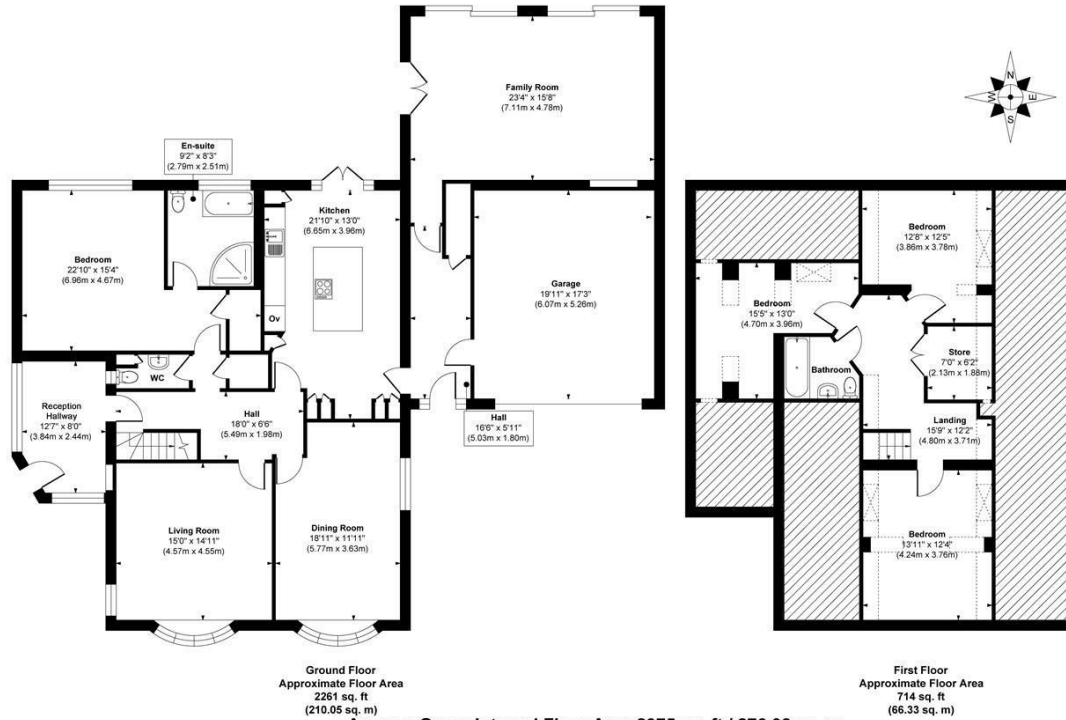 Family Room
23'4" x 15'8"
(7.11m x 4.78m)
N
W
E
S
En-suite
9'2" x 8'3"
(2.79m x 2.51m)
Kitchen
21'10" x 13'0"
(6.65m x 3.96m)
Bedroom
22'10" x 15'4"
(6.96m x 4.67m)
Ov
Garage
19'11" x 17'3"
(6.07m x 5.26m)
WC
Reception
Hallway
12'7" x 8'0"
(3.84m x 2.44m)
Hall
18'0" x 6'6"
(5.49m x 1.98m)
Hall
16'6" x 5'11"
(5.03m x 1.80m)
Living Room
15'0" x 14'11"
(4.57m x 4.55m)
Dining Room
18'11" x 11'11"
(5.77m x 3.63m)
Ground Floor
Approximate Floor Area
2261 sq. ft
(210.05 sq. m)
Bedroom
12'8" x 12'5"
(3.86m x 3.78m)
Bedroom
15'5" x 13'0"
(4.70m x 3.96m)
Store
7'0" x 6'2"
(2.13m x 1.88m)
Bathroom
Landing
15'9" x 12'2"
(4.80m x 3.71m)
Bedroom
13'11" x 12'4"
(4.24m x 3.76m)
First Floor
Approximate Floor Area
714 sq. ft
(66.33 sq. m)